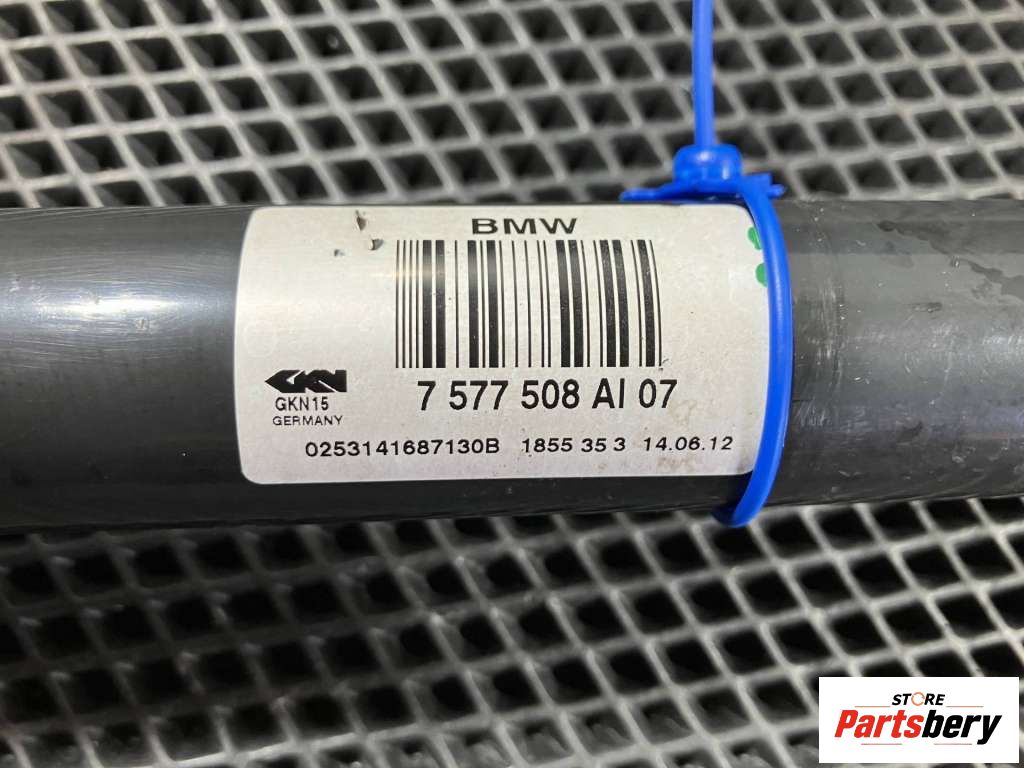 BMW
7 577 508 AI 07
GKN
GKN15
GERMANY
0253141687130B 1855 35 3 14.06.12
STORE
Partsbery